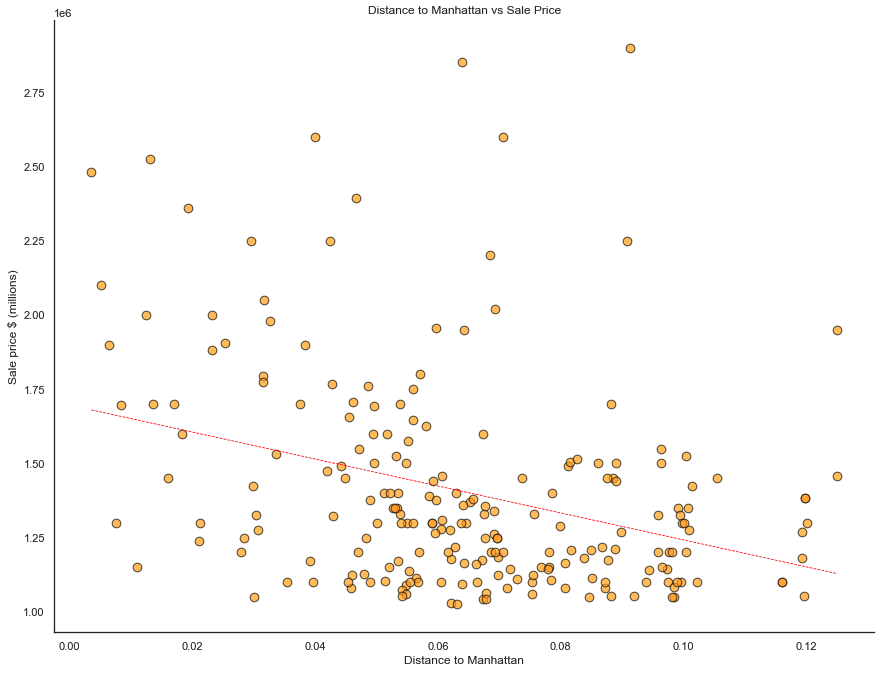 Distance to Manhattan vs Sale Price
1e6
2.75
2.50
2.25
2.00
1.75
1.50
1.25
1.00
Sale price $ (millions)
0.00 0.02 0.04 0.06 0.08 0.10 0.12
Distance to Manhattan